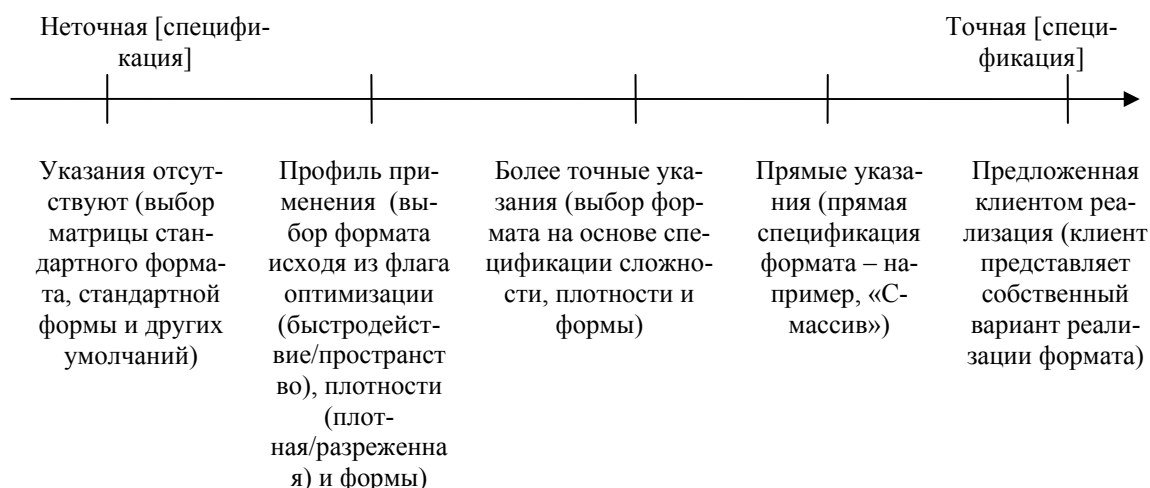 Неточная [специфи-
кация]
Точная [специ-
фикация]
Указания отсут-
ствуют (выбор
матрицы стан-
дартного форма-
та, стандартной
формы и других
умолчаний)
Профиль при-
менения (вы-
бор формата
исходя из флага
оптимизации
(быстродейст-
вие/пространст
во), плотности
(плот-
ная/разреженна
я) и формы)
Более точные ука-
зания (выбор фор-
мата на основе спе-
цификации сложно-
сти, плотности и
формы)
Прямые указа-
ния (прямая
спецификация
формата – на-
пример, «С-
массив»)
Предложенная
клиентом реа-
лизация (клиент
представляет
собственный
вариант реали-
зации формата)